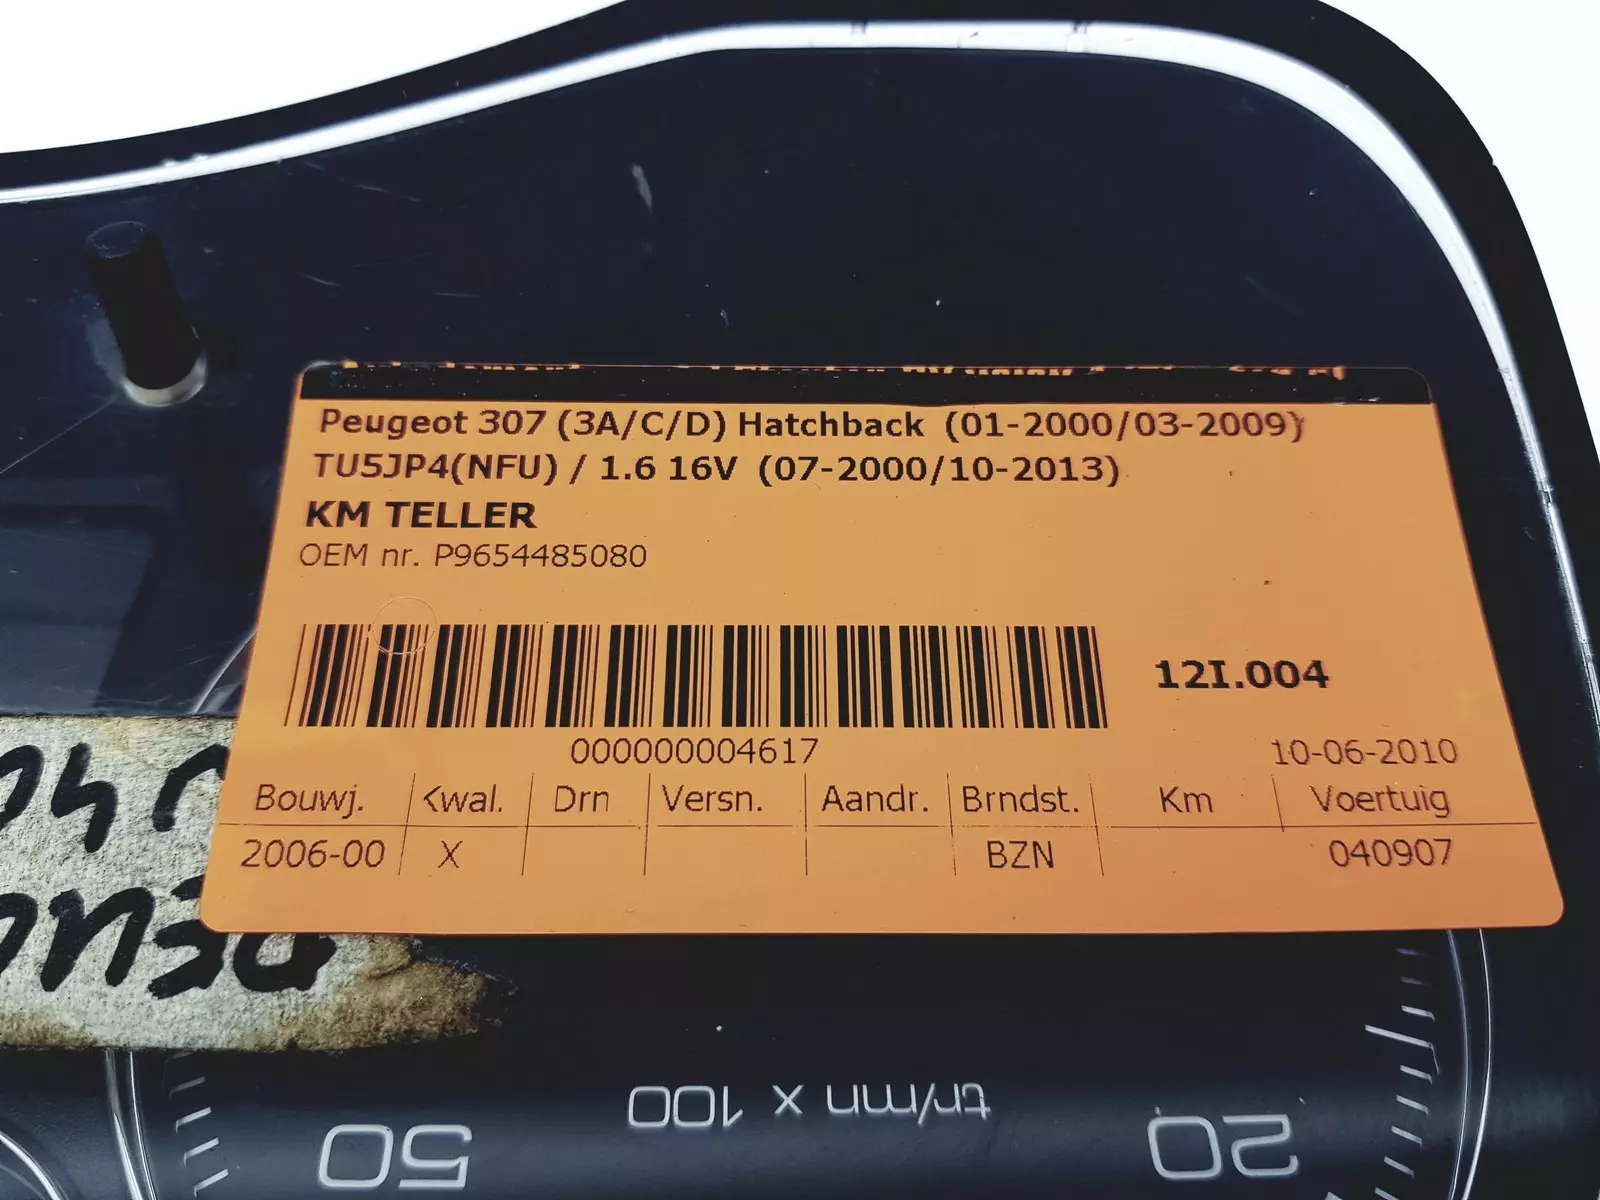 Peugeot 307 (3A/C/D) Hatchback (01-2000/03-2009)
TU5JP4(NFU) / 1.6 16V (07-2000/10-2013)
KM TELLER
OEM nr. P9654485080
12I.004
000000004617
10-06-2010
Bouwj. Kwal. Drn Versn. Aandr. Brndst. Km Voertuig
2006-00 X BZN 040907
tr/mn x 100
50
20